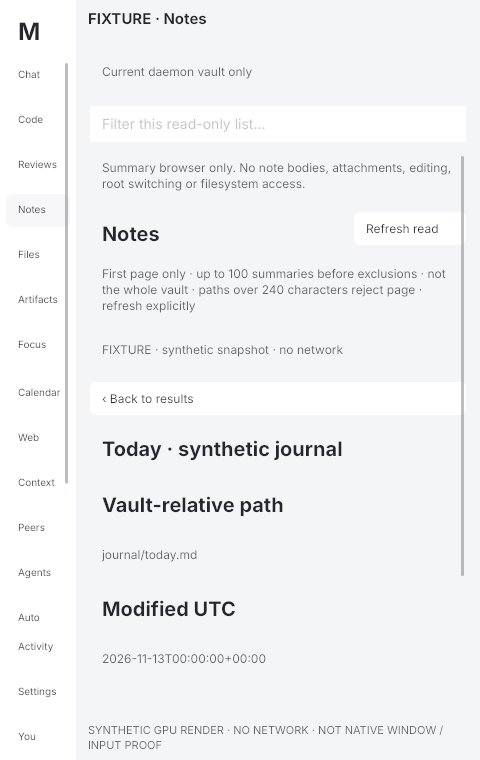 M
Chat
Code
Reviews
Notes
Files
Artifacts
Focus
Calendar
Web
Context
Peers
Agents
Auto
Activity
Settings
You
FIXTURE · Notes
Current daemon vault only
Filter this read-only list...
Summary browser only. No note bodies, attachments, editing,
root switching or filesystem access.
Notes
Refresh read
First page only · up to 100 summaries before exclusions · not
the whole vault · paths over 240 characters reject page ·
refresh explicitly
FIXTURE · synthetic snapshot · no network
‹ Back to results
Today · synthetic journal
Vault-relative path
journal/today.md
Modified UTC
2026-11-13T00:00:00+00:00
SYNTHETIC GPU RENDER · NO NETWORK · NOT NATIVE WINDOW /
INPUT PROOF